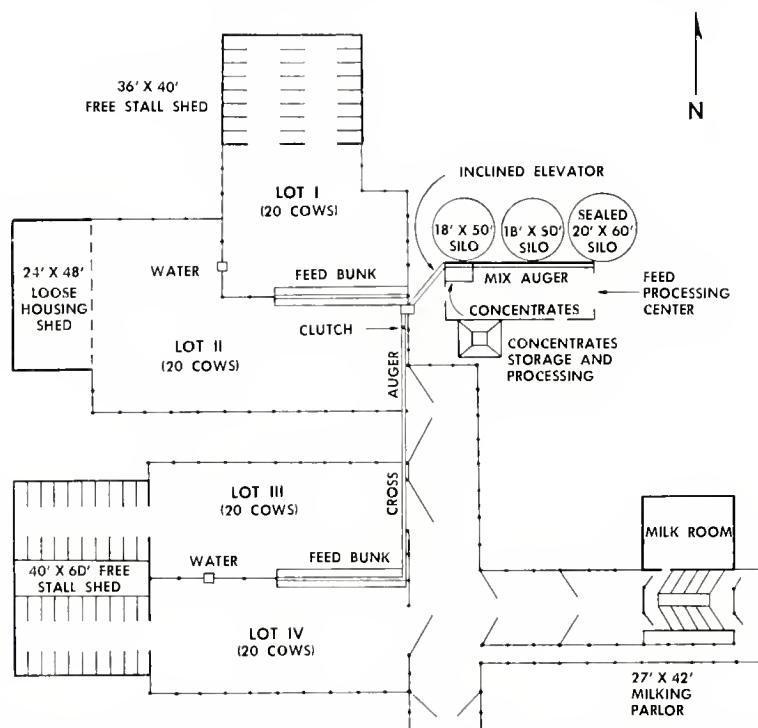 36' X 40'
FREE STALL SHED
N
INCLINED ELEVATOR
LOT I
(20 COWS)
18' X 50'
SILO
1B' X 50'
SILO
SEALED
20' X 60'
SILO
24' X 48'
LOOSE
HOUSING
SHED
WATER
FEED BUNK
MIX AUGER
FEED
PROCESSING
CENTER
CONCENTRATES
CLUTCH
LOT II
(20 COWS)
AUGER
CONCENTRATES
STORAGE AND
PROCESSING
LOT III
(20 COWS)
CROSS
MILK ROOM
WATER
FEED BUNK
40' X 6D' FREE
STALL SHED
LOT IV
(20 COWS)
27' X 42'
MILKING
PARLOR